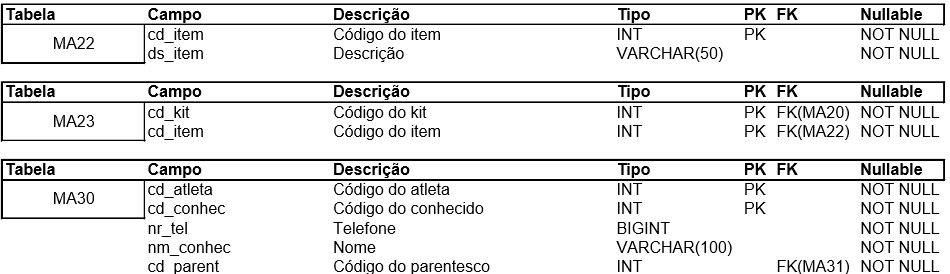 Tabela Campo Descrição Tipo PK FK Nullable
MA22 cd_item Código do item INT PK NOT NULL
ds_item Descrição VARCHAR(50) NOT NULL
Tabela Campo Descrição Tipo PK FK Nullable
MA23 cd_kit Código do kit INT PK FK(MA20) NOT NULL
cd_item Código do item INT PK FK(MA22) NOT NULL
Tabela Campo Descrição Tipo PK FK Nullable
MA30 cd_atleta Código do atleta INT PK NOT NULL
cd_conhec Código do conhecido INT PK NOT NULL
nr_tel Telefone BIGINT NOT NULL
nm_conhec Nome VARCHAR(100) NOT NULL
cd_parent Código do parentesco INT FK(MA31) NOT NULL